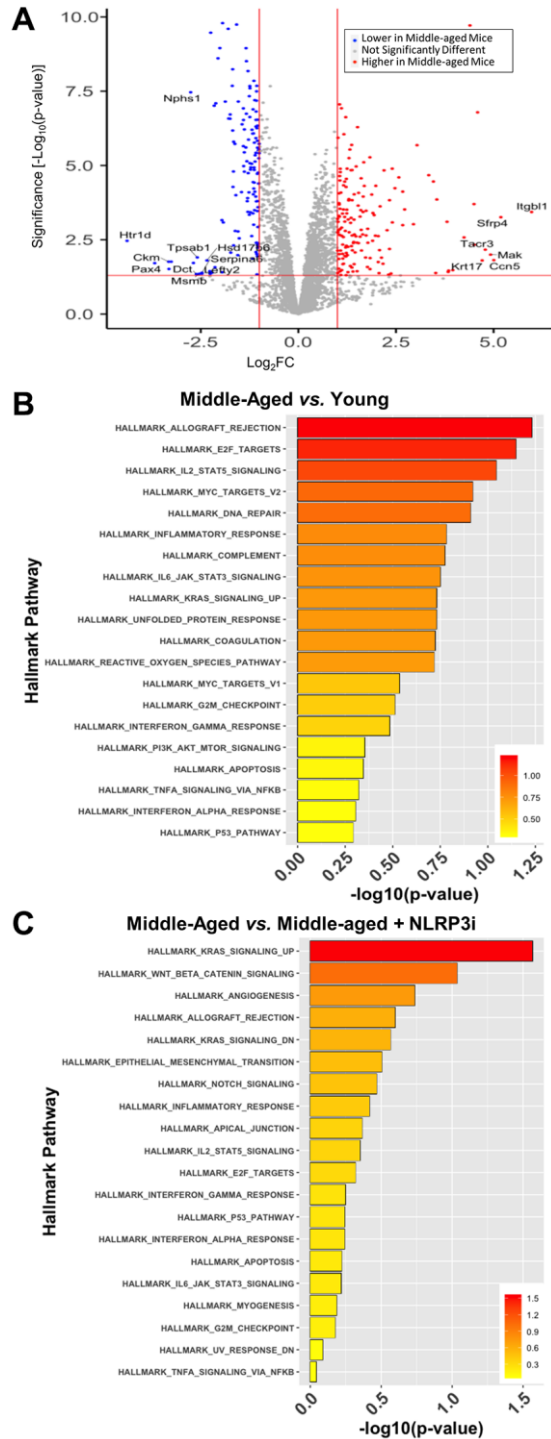 A
Lower in Middle-aged Mice
Not Significantly Different
Higher in Middle-aged Mice
Significance [-Log10(p-value)]
10.0
7.5
5.0
2.5
0.0
Nphs1
Htr1d
Ckm
Pax4
Tpsab1
Dct
Msmb
Serpina6
Itgbl1
Sfrp4
Tacr3
Mak
Krt17
Ccn5
-2.5
0.0
2.5
5.0
Log2FC
B
Middle-Aged vs. Young
Hallmark Pathway
HALLMARK_ALLOGRAFT_REJECTION
HALLMARK_E2F_TARGETS
HALLMARK_IL2_STAT5_SIGNALING
HALLMARK_MYC_TARGETS_V2
HALLMARK_DNA_REPAIR
HALLMARK_INFLAMMATORY_RESPONSE
HALLMARK_COMPLEMENT
HALLMARK_IL6_JAK_STAT3_SIGNALING
HALLMARK_KRAS_SIGNALING_UP
HALLMARK_UNFOLDED_PROTEIN_RESPONSE
HALLMARK_COAGULATION
HALLMARK_REACTIVE_OXYGEN_SPECIES_PATHWAY
HALLMARK_MYC_TARGETS_V1
HALLMARK_G2M_CHECKPOINT
HALLMARK_INTERFERON_GAMMA_RESPONSE
HALLMARK_PI3K_AKT_MTOR_SIGNALING
HALLMARK_APOPTOSIS
HALLMARK_TNFA_SIGNALING_VIA_NFKB
HALLMARK_INTERFERON_ALPHA_RESPONSE
HALLMARK_P53_PATHWAY
1.00
0.75
0.50
0.00
0.25
0.50
0.75
1.00
1.25
-log10(p-value)
C
Middle-Aged vs. Middle-aged + NLRP3i
Hallmark Pathway
HALLMARK_KRAS_SIGNALING_UP
HALLMARK_WNT_BETA_CATENIN_SIGNALING
HALLMARK_ANGIOGENESIS
HALLMARK_ALLOGRAFT_REJECTION
HALLMARK_KRAS_SIGNALING_DN
HALLMARK_EPITHELIAL_MESENCHYMAL_TRANSITION
HALLMARK_NOTCH_SIGNALING
HALLMARK_INFLAMMATORY_RESPONSE
HALLMARK_APICAL_JUNCTION
HALLMARK_IL2_STAT5_SIGNALING
HALLMARK_E2F_TARGETS
HALLMARK_INTERFERON_GAMMA_RESPONSE
HALLMARK_P53_PATHWAY
HALLMARK_INTERFERON_ALPHA_RESPONSE
HALLMARK_APOPTOSIS
HALLMARK_IL6_JAK_STAT3_SIGNALING
HALLMARK_MYOGENESIS
HALLMARK_G2M_CHECKPOINT
HALLMARK_UV_RESPONSE_DN
HALLMARK_TNFA_SIGNALING_VIA_NFKB
1.5
1.2
0.9
0.6
0.3
0.0
0.5
1.0
1.5
-log10(p-value)